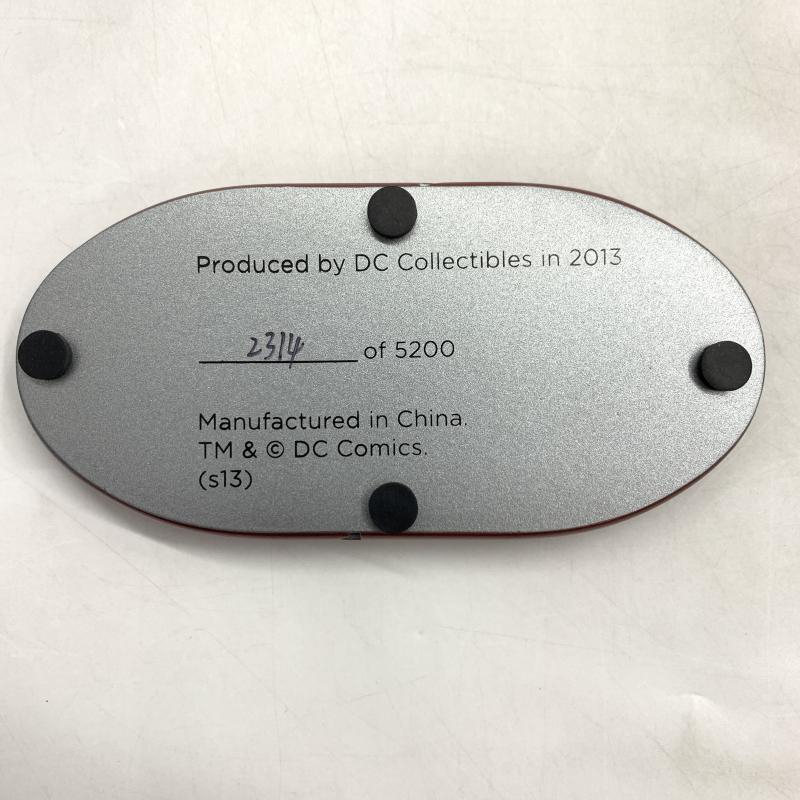 Produced by DC Collectibles in 2013
2314 of 5200
Manufactured in China.
TM & © DC Comics.
(s13)